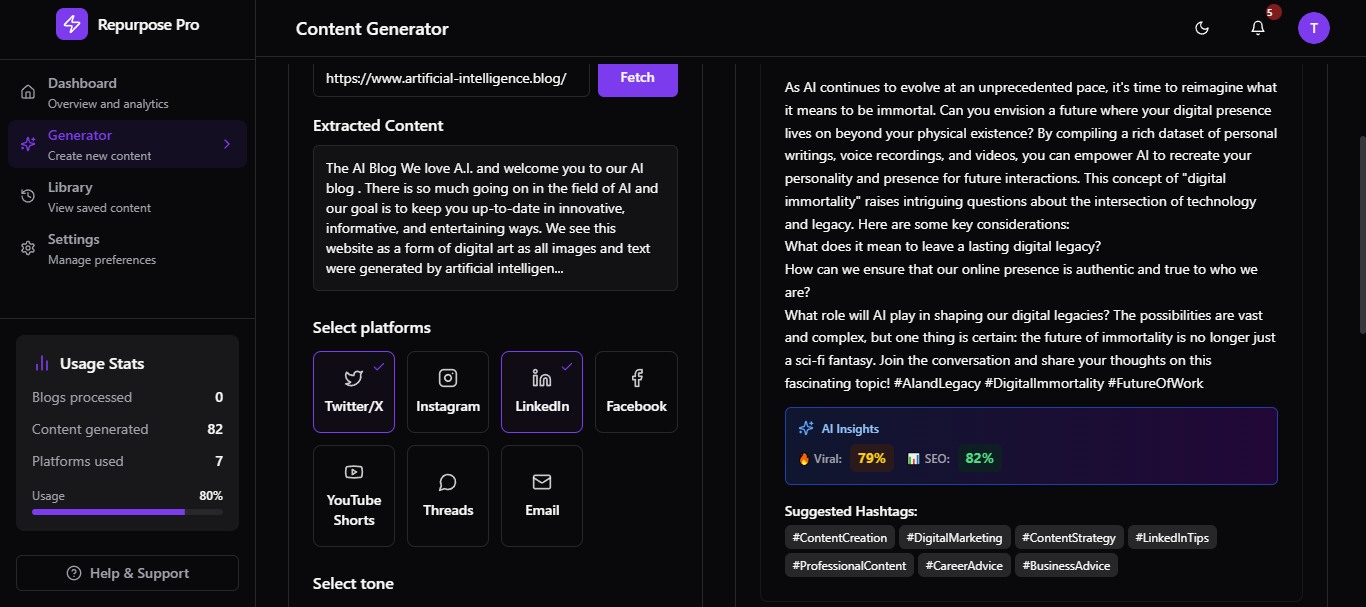 Repurpose Pro
Dashboard
Overview and analytics
Generator
Create new content
Library
View saved content
Settings
Manage preferences
Usage Stats
Blogs processed 0
Content generated 82
Platforms used 7
Usage 80%
Help & Support
Content Generator
5
T
https://www.artificial-intelligence.blog/
Fetch
Extracted Content
The AI Blog We love A.I. and welcome you to our AI
blog . There is so much going on in the field of AI and
our goal is to keep you up-to-date in innovative,
informative, and entertaining ways. We see this
website as a form of digital art as all images and text
were generated by artificial intelligen...
Select platforms
Twitter/X
Instagram
LinkedIn
Facebook
YouTube
Shorts
Threads
Email
Select tone
As AI continues to evolve at an unprecedented pace, it's time to reimagine what
it means to be immortal. Can you envision a future where your digital presence
lives on beyond your physical existence? By compiling a rich dataset of personal
writings, voice recordings, and videos, you can empower AI to recreate your
personality and presence for future interactions. This concept of "digital
immortality" raises intriguing questions about the intersection of technology
and legacy. Here are some key considerations:
What does it mean to leave a lasting digital legacy?
How can we ensure that our online presence is authentic and true to who we
are?
What role will AI play in shaping our digital legacies? The possibilities are vast
and complex, but one thing is certain: the future of immortality is no longer just
a sci-fi fantasy. Join the conversation and share your thoughts on this
fascinating topic! #AIandLegacy #DigitalImmortality #FutureOfWork
AI Insights
🔥 Viral: 79% 📊 SEO: 82%
Suggested Hashtags:
#ContentCreation #DigitalMarketing #ContentStrategy #LinkedInTips
#ProfessionalContent #CareerAdvice #BusinessAdvice